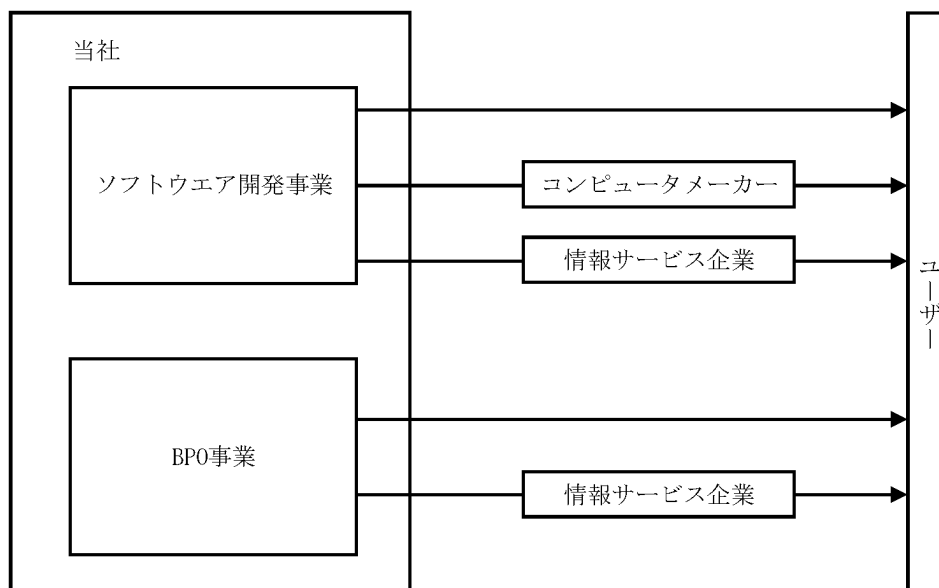 当社
ソフトウエア開発事業
コンピュータメーカー
情報サービス企業
ユーザー
BPO事業
情報サービス企業